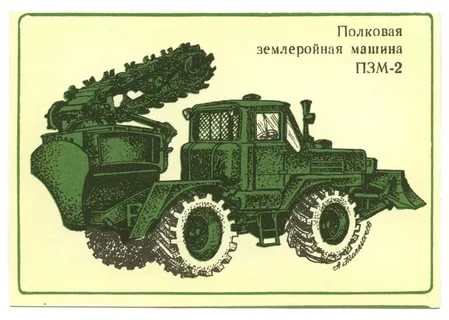 Полковая
землеройная машина
ПЗМ-2